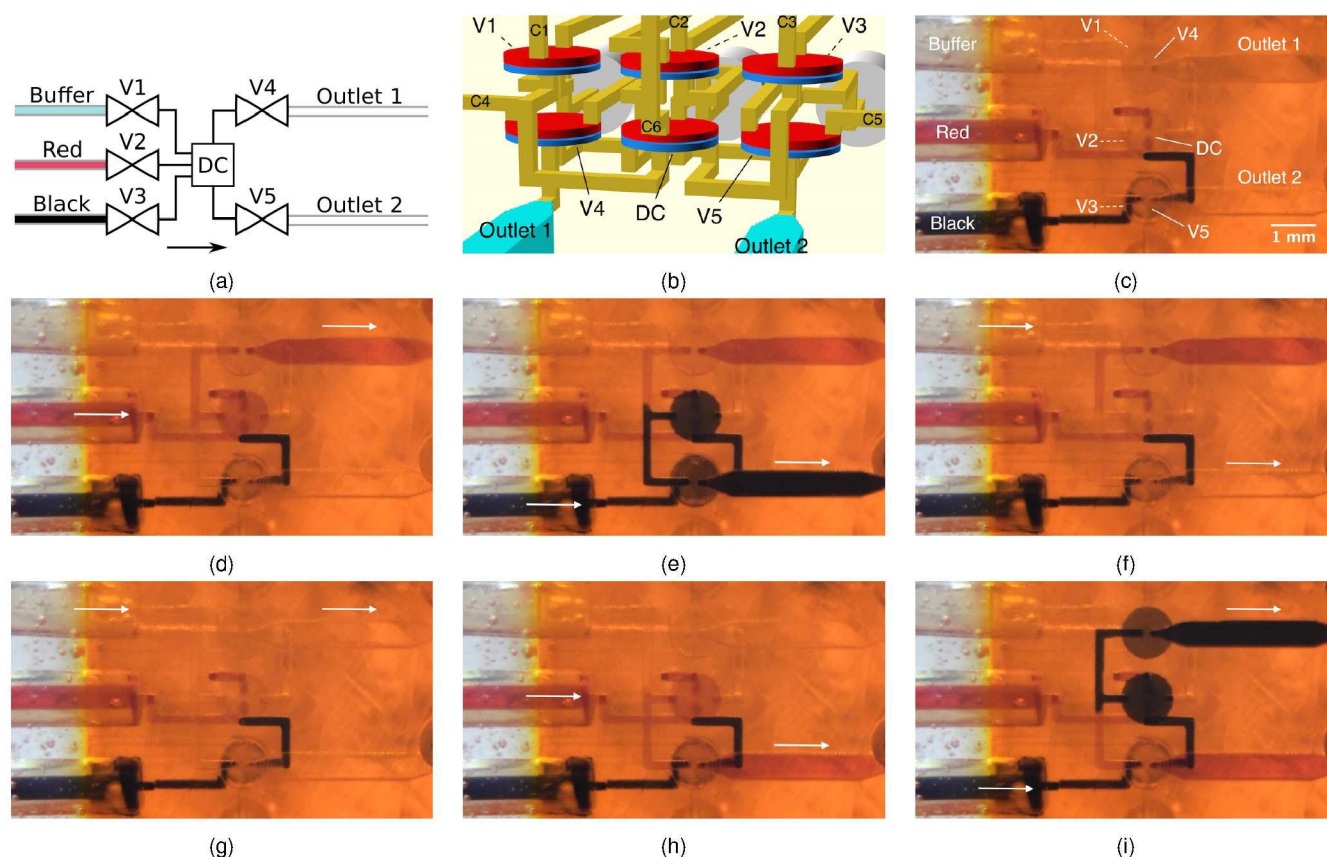 V1 V4
Buffer Outlet 1
V2
Red DC
V3 V5
Black Outlet 2
(a)
C1 C2 C3
V1 V2 V3
C4 C6 C5
V4 DC V5
Outlet 1 Outlet 2
(b)
V1 V4
Buffer Outlet 1
Red V2 DC
Outlet 2
V3
Black V5 1 mm
(c)
(d) (e) (f)
(g) (h) (i)